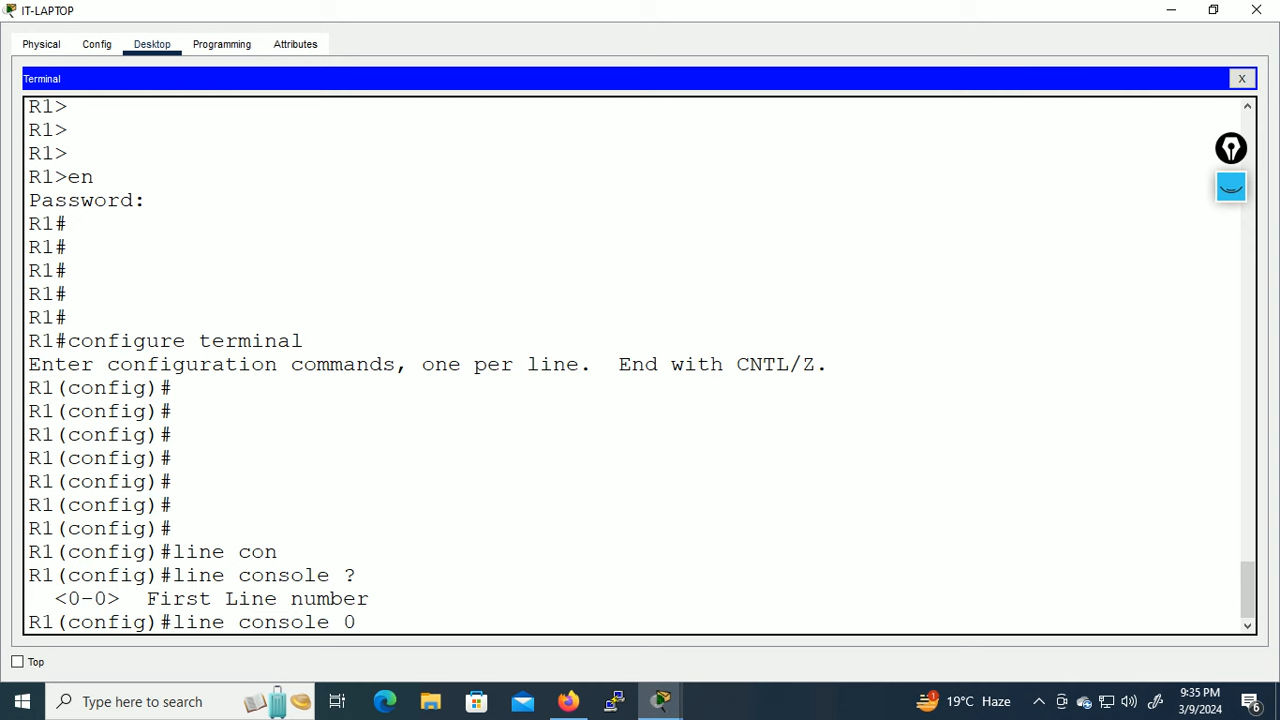 IT-LAPTOP
Physical Config Desktop Programming Attributes
Terminal
X
R1>
R1>
R1>
R1>en
Password:
R1#
R1#
R1#
R1#
R1#
R1#configure terminal
Enter configuration commands, one per line.  End with CNTL/Z.
R1(config)#
R1(config)#
R1(config)#
R1(config)#
R1(config)#
R1(config)#
R1(config)#
R1(config)#line con
R1(config)#line console ?
<0-0>  First Line number
R1(config)#line console 0
Top
Type here to search
1
19°C Haze
9:35 PM
3/9/2024
6